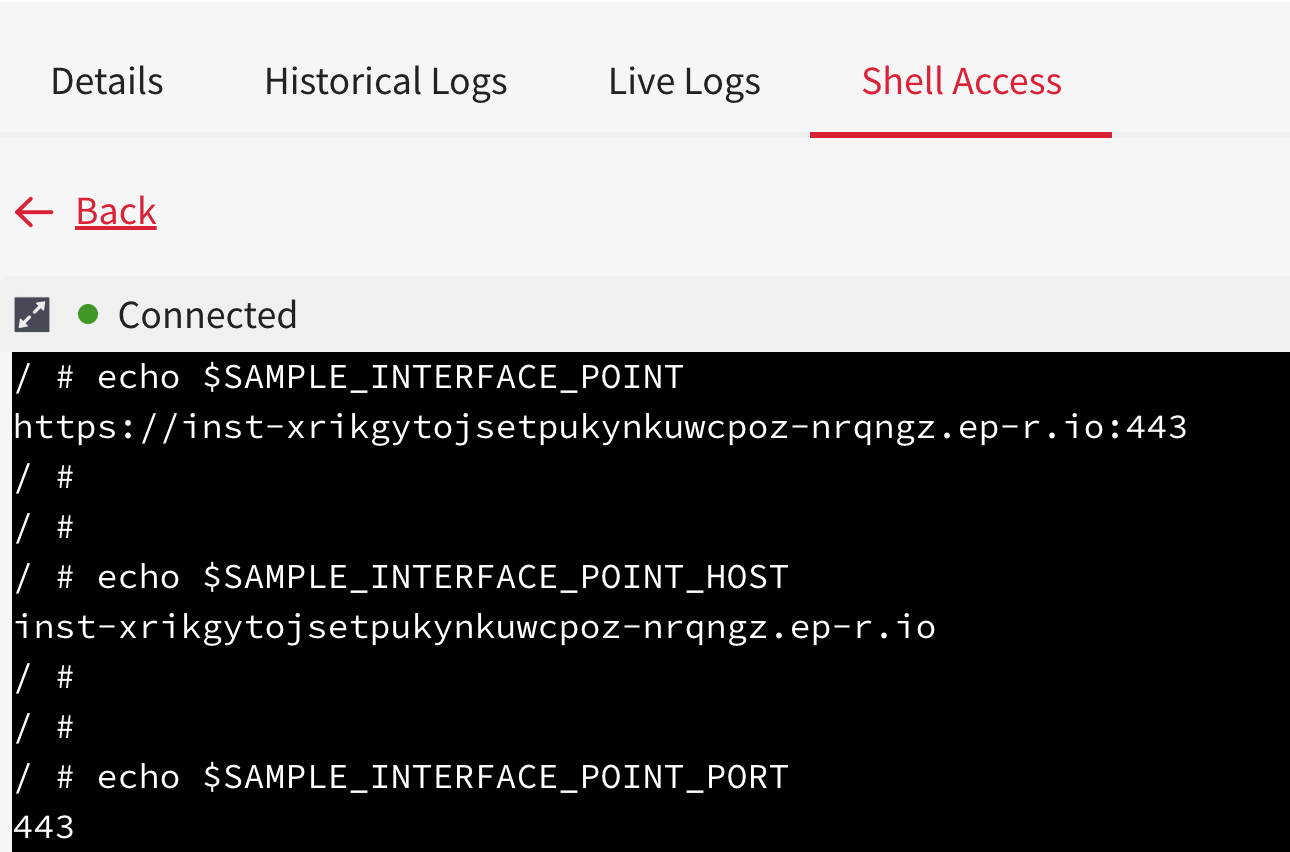 Details Historical Logs Live Logs Shell Access
Back
Connected
/ # echo $SAMPLE_INTERFACE_POINT
https://inst-xrikgytojsetpukynkuwcpoz-nrqngz.ep-r.io:443
/ #
/ #
/ # echo $SAMPLE_INTERFACE_POINT_HOST
inst-xrikgytojsetpukynkuwcpoz-nrqngz.ep-r.io
/ #
/ #
/ # echo $SAMPLE_INTERFACE_POINT_PORT
443